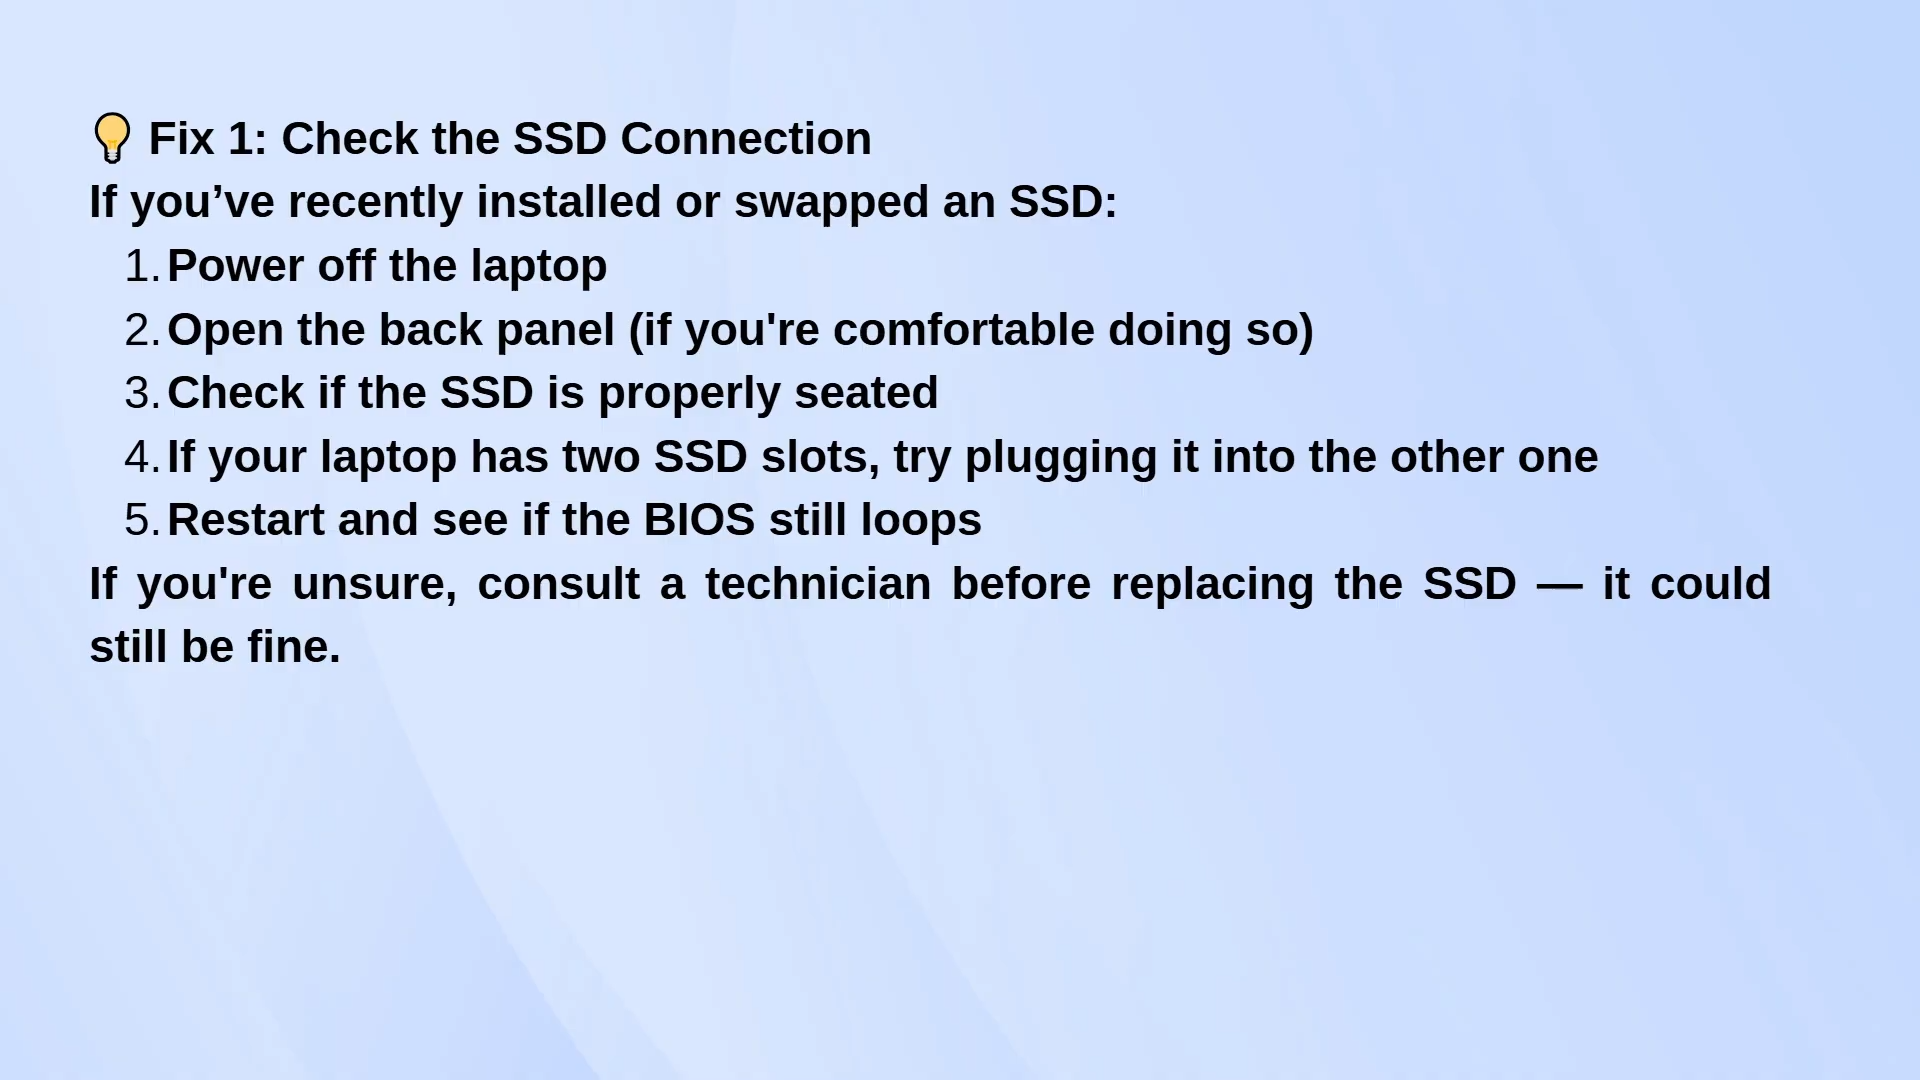 💡 Fix 1: Check the SSD Connection
If you’ve recently installed or swapped an SSD:
1. Power off the laptop
2. Open the back panel (if you're comfortable doing so)
3. Check if the SSD is properly seated
4. If your laptop has two SSD slots, try plugging it into the other one
5. Restart and see if the BIOS still loops
If you're unsure, consult a technician before replacing the SSD — it could
still be fine.